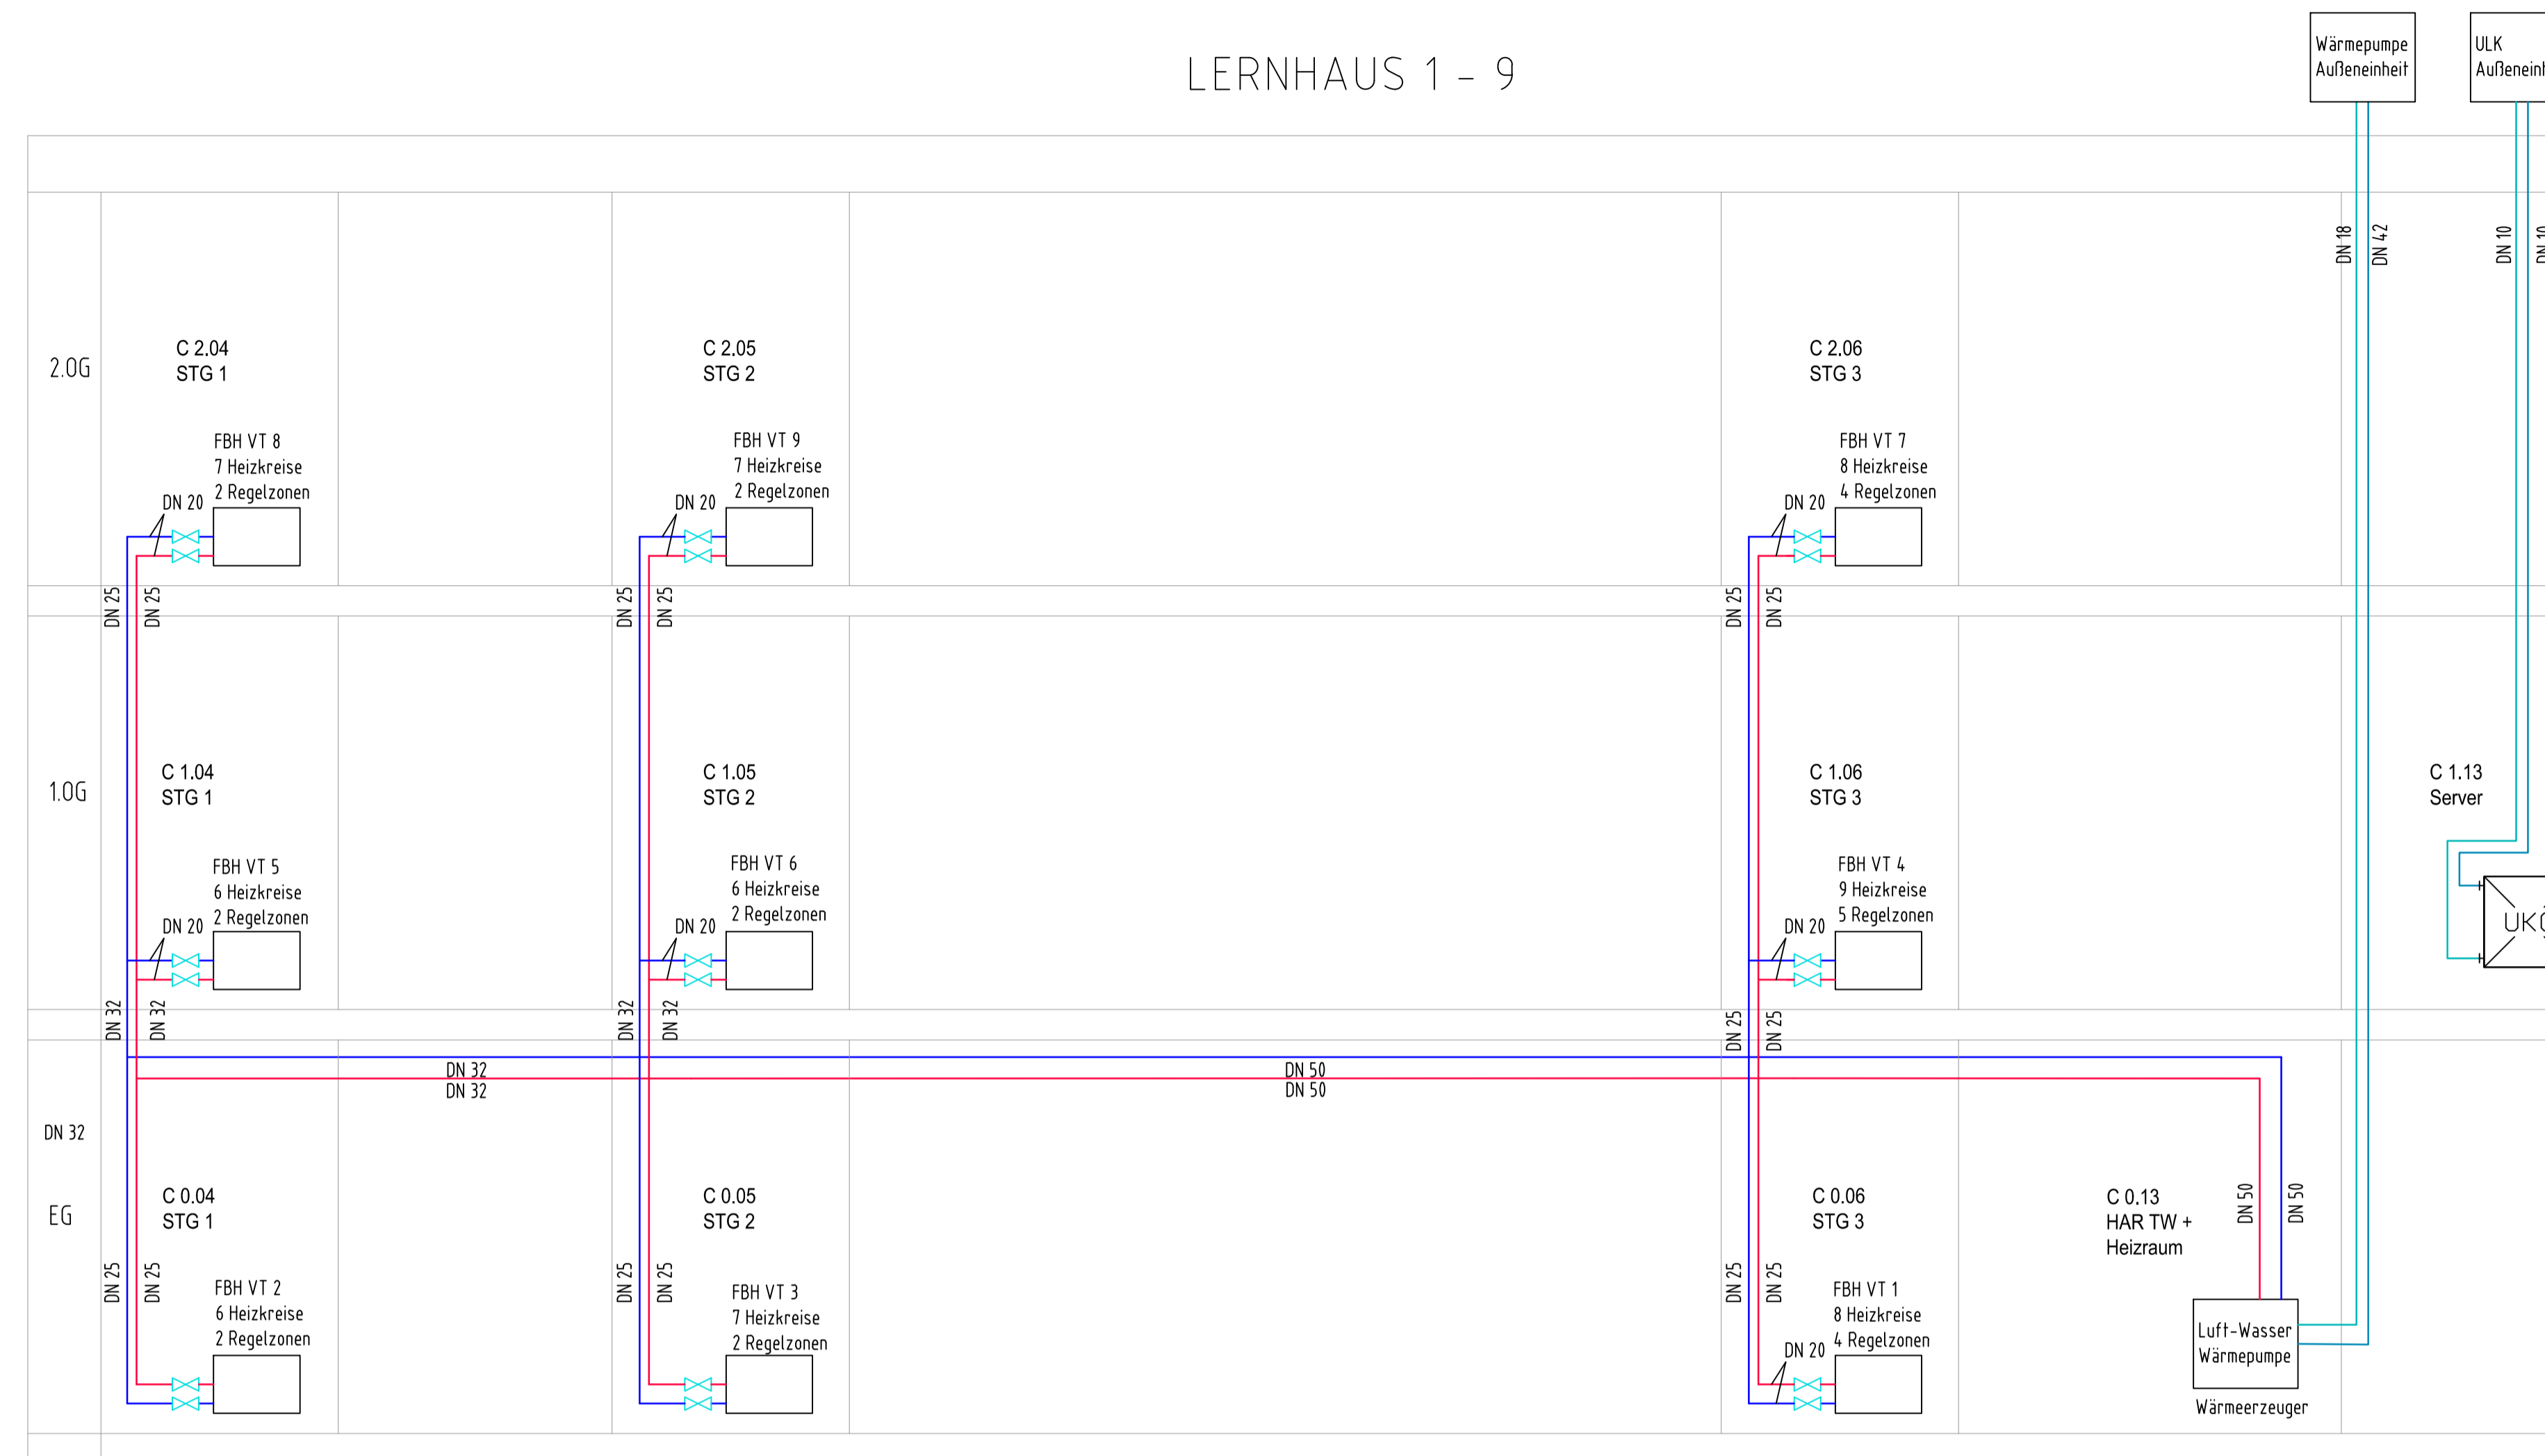 LERNHAUS 1 - 9
Wärmepumpe
Außeneinheit
ULK
DN 18
DN 42
DN 10
2.OG
C 2.04
STG 1
C 2.05
STG 2
C 2.06
STG 3
FBH VT 8
7 Heizkreise
2 Regelzonen
DN 20
FBH VT 9
7 Heizkreise
2 Regelzonen
DN 20
FBH VT 7
8 Heizkreise
4 Regelzonen
DN 20
DN 25
DN 25
DN 25
DN 25
DN 25
DN 25
1.OG
C 1.04
STG 1
C 1.05
STG 2
C 1.06
STG 3
C 1.13
Server
FBH VT 5
6 Heizkreise
2 Regelzonen
DN 20
FBH VT 6
6 Heizkreise
2 Regelzonen
DN 20
FBH VT 4
9 Heizkreise
5 Regelzonen
DN 20
DN 32
DN 32
DN 32
DN 32
DN 25
DN 25
DN 32
DN 32
DN 50
DN 50
DN 32
EG
C 0.04
STG 1
C 0.05
STG 2
C 0.06
STG 3
C 0.13
HAR TW +
Heizraum
DN 50
DN 50
DN 25
DN 25
DN 25
DN 25
DN 25
DN 25
FBH VT 2
6 Heizkreise
2 Regelzonen
FBH VT 3
7 Heizkreise
2 Regelzonen
FBH VT 1
8 Heizkreise
4 Regelzonen
DN 20
Luft-Wasser
Wärmepumpe
Wärmeerzeuger